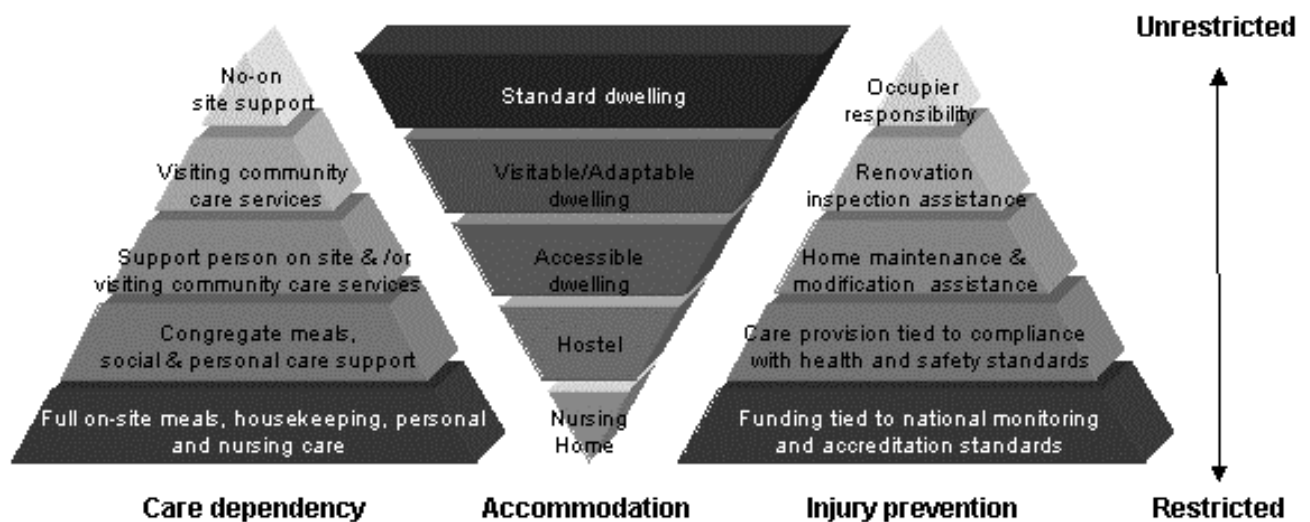 Unrestricted
No-on
site support
Visiting community
care services
Support person on site & /or
visiting community care services
Congregate meals,
social & personal care support
Full on-site meals, housekeeping, personal
and nursing care
Care dependency
Standard dwelling
Visitable/Adaptable
dwelling
Accessible
dwelling
Hostel
Nursing
Home
Accommodation
Occupier
responsibility
Renovation
inspection assistance
Home maintenance &
modification assistance
Care provision tied to compliance
with health and safety standards
Funding tied to national monitoring
and accreditation standards
Injury prevention
Restricted